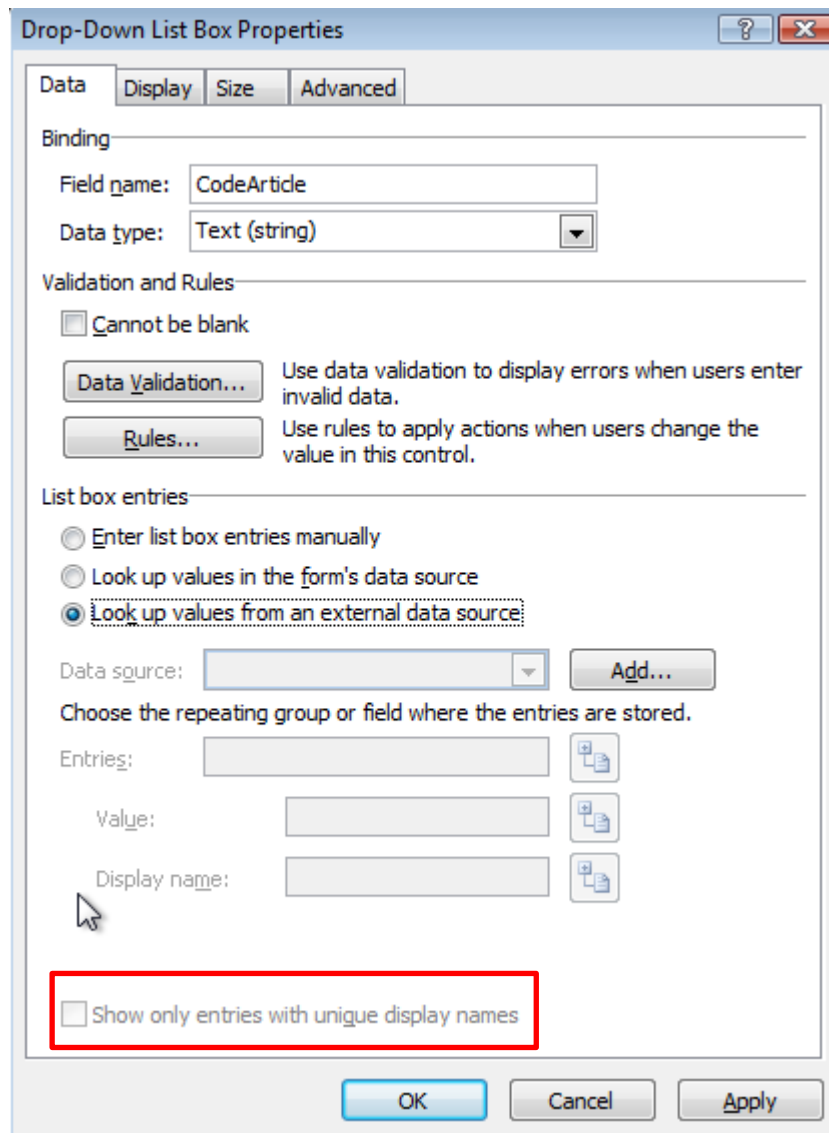 Drop-Down List Box Properties
Data Display Size Advanced
Binding
Field name: CodeArticle
Data type: Text (string)
Validation and Rules
Cannot be blank
Data Validation... Use data validation to display errors when users enter
invalid data.
Rules... Use rules to apply actions when users change the
value in this control.
List box entries
Enter list box entries manually
Look up values in the form's data source
Look up values from an external data source
Data source: Add...
Choose the repeating group or field where the entries are stored.
Entries:
Value:
Display name:
Show only entries with unique display names
OK Cancel Apply